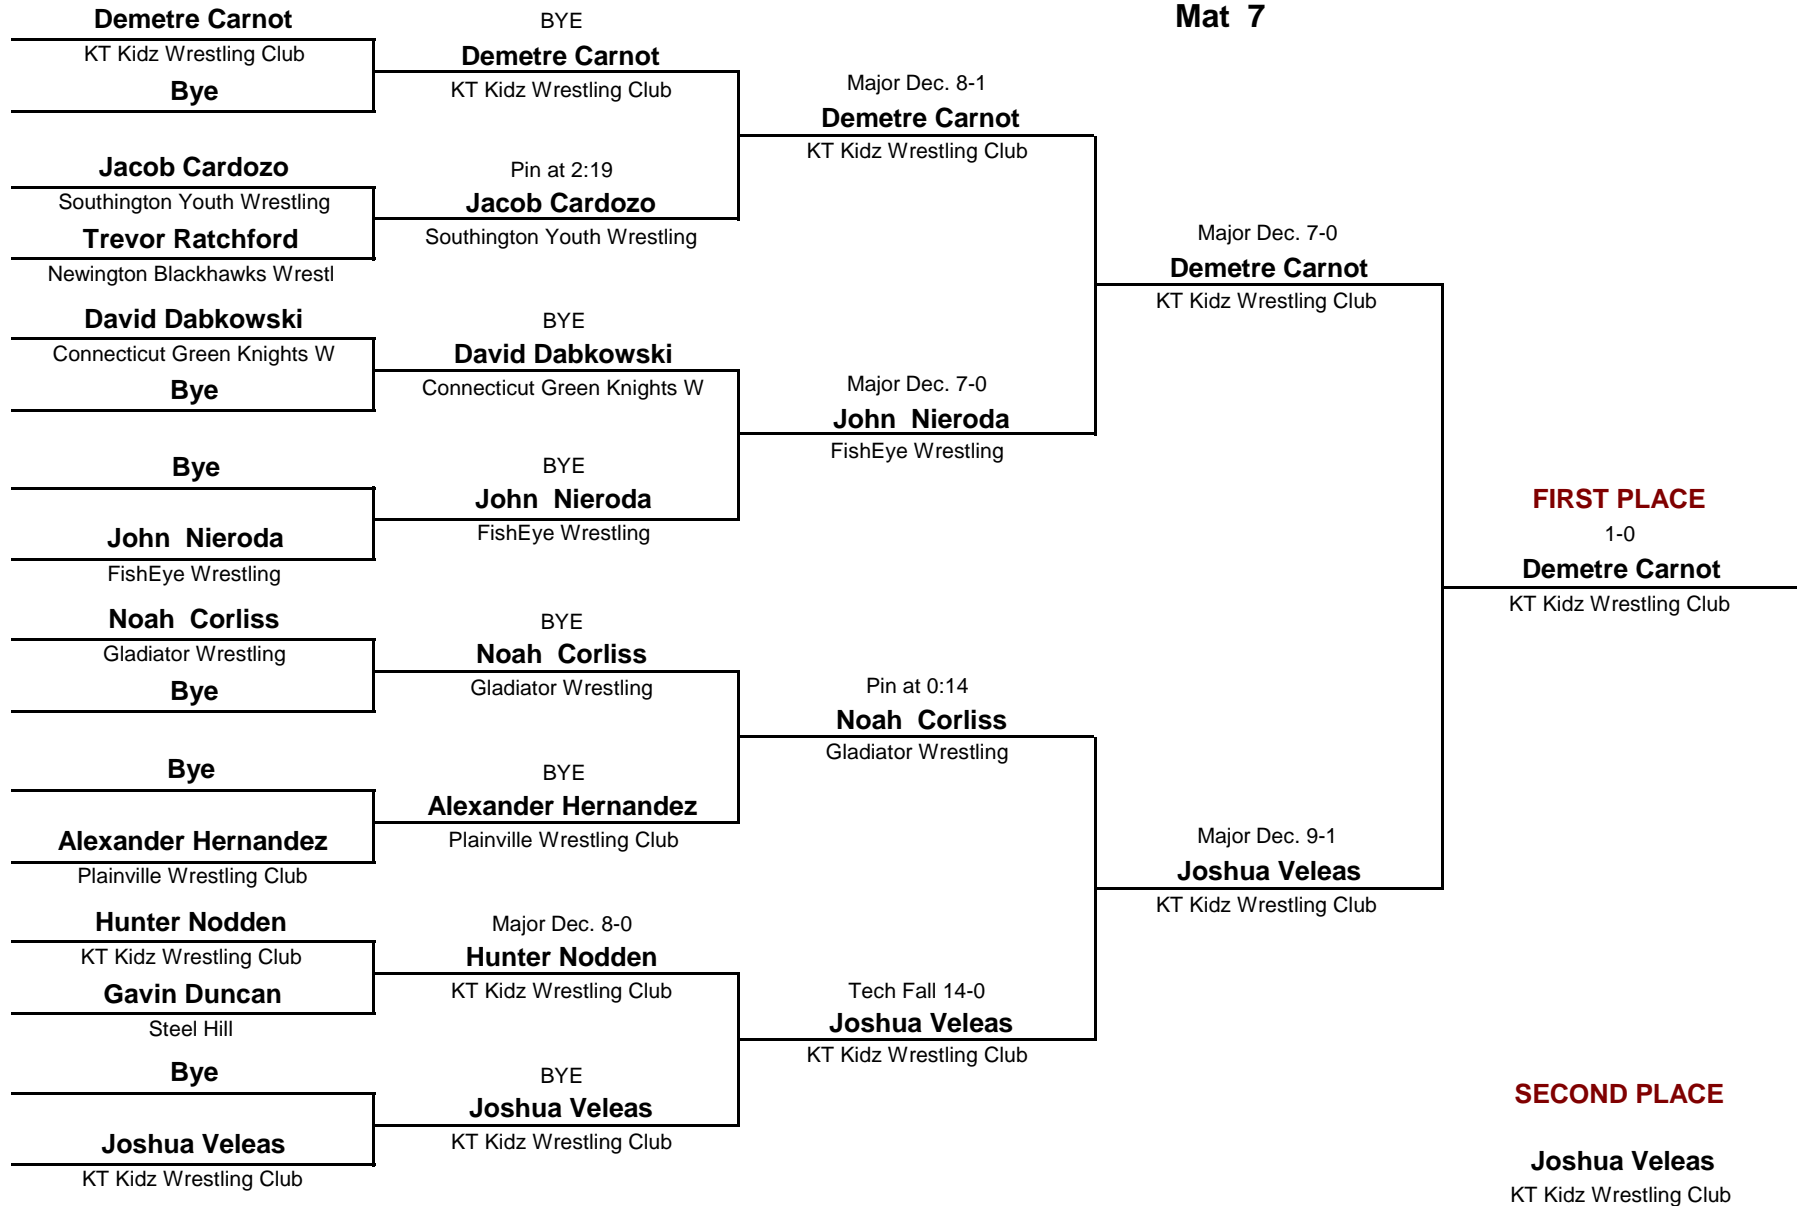 Mat 7
Demetre Carnot
KT Kidz Wrestling Club
Bye
Jacob Cardozo
Southington Youth Wrestling
Trevor Ratchford
Newington Blackhawks Wrestl
David Dabkowski
Connecticut Green Knights W
Bye
Bye
John Nieroda
FishEye Wrestling
Noah Corliss
Gladiator Wrestling
Bye
Bye
Alexander Hernandez
Plainville Wrestling Club
Hunter Nodden
KT Kidz Wrestling Club
Gavin Duncan
Steel Hill
Bye
Joshua Veleas
KT Kidz Wrestling Club
BYE
Demetre Carnot
KT Kidz Wrestling Club
Pin at 2:19
Jacob Cardozo
Southington Youth Wrestling
BYE
David Dabkowski
Connecticut Green Knights W
BYE
John Nieroda
FishEye Wrestling
BYE
Noah Corliss
Gladiator Wrestling
BYE
Alexander Hernandez
Plainville Wrestling Club
Major Dec. 8-0
Hunter Nodden
KT Kidz Wrestling Club
BYE
Joshua Veleas
KT Kidz Wrestling Club
Major Dec. 8-1
Demetre Carnot
KT Kidz Wrestling Club
Major Dec. 7-0
John Nieroda
FishEye Wrestling
Pin at 0:14
Noah Corliss
Gladiator Wrestling
Tech Fall 14-0
Joshua Veleas
KT Kidz Wrestling Club
Major Dec. 7-0
Demetre Carnot
KT Kidz Wrestling Club
Major Dec. 9-1
Joshua Veleas
KT Kidz Wrestling Club
FIRST PLACE
1-0
Demetre Carnot
KT Kidz Wrestling Club
SECOND PLACE
Joshua Veleas
KT Kidz Wrestling Club